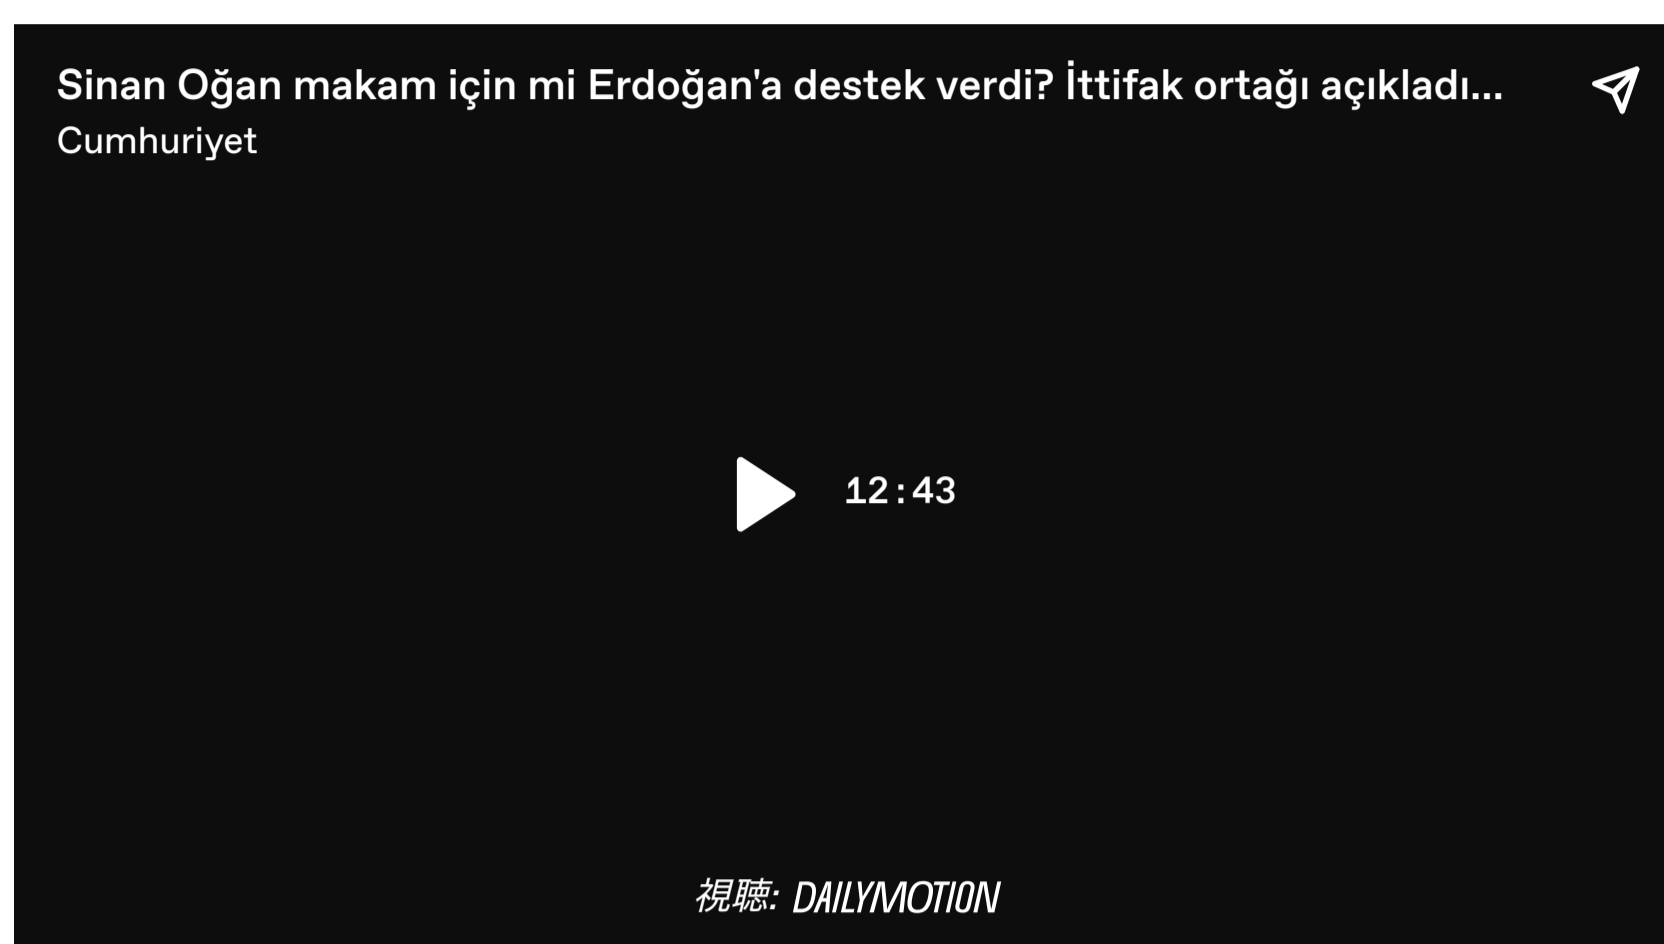 Sinan Oğan makam için mi Erdoğan'a destek verdi? İttifak ortağı açıkladı...
Cumhuriyet
12:43
視聴: DAILYMOTION